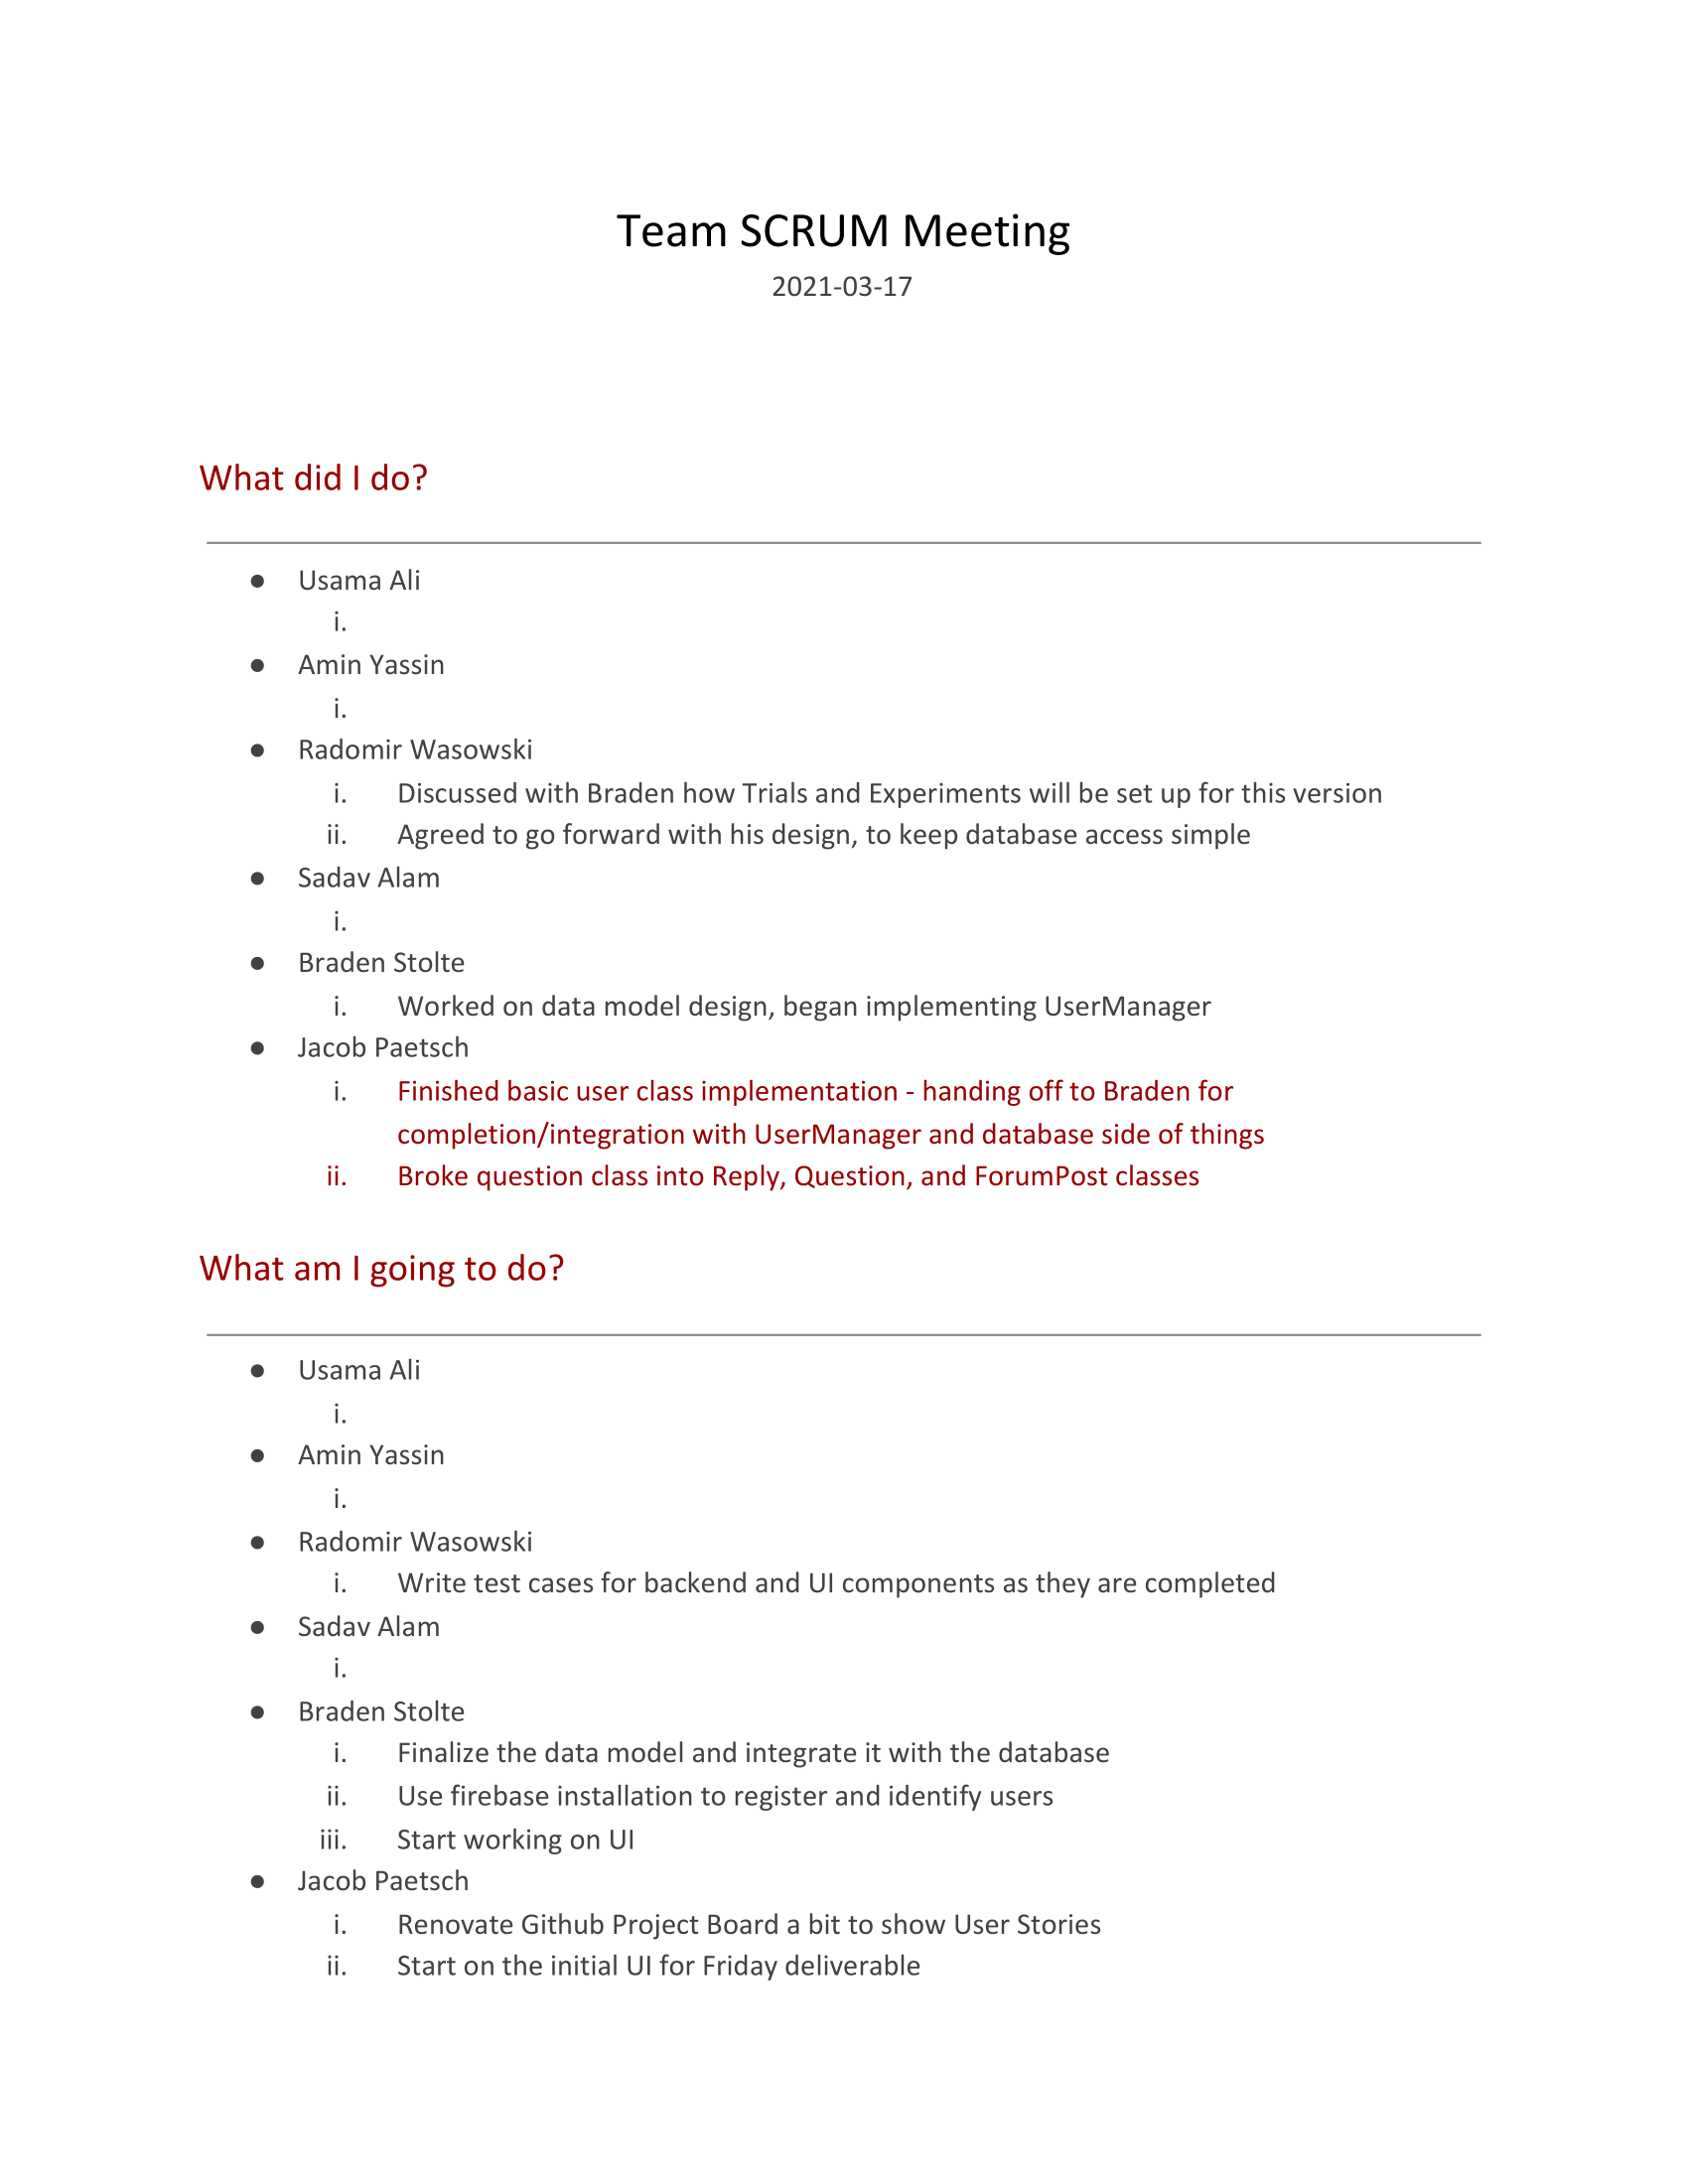 Team SCRUM Meeting
2021-03-17
What did I do?
● Usama Ali
i.
● Amin Yassin
i.
● Radomir Wasowski
i. Discussed with Braden how Trials and Experiments will be set up for this version
ii. Agreed to go forward with his design, to keep database access simple
● Sadav Alam
i.
● Braden Stolte
i. Worked on data model design, began implementing UserManager
● Jacob Paetsch
i. Finished basic user class implementation - handing off to Braden for
completion/integration with UserManager and database side of things
ii. Broke question class into Reply, Question, and ForumPost classes
What am I going to do?
● Usama Ali
i.
● Amin Yassin
i.
● Radomir Wasowski
i. Write test cases for backend and UI components as they are completed
● Sadav Alam
i.
● Braden Stolte
i. Finalize the data model and integrate it with the database
ii. Use firebase installation to register and identify users
iii. Start working on UI
● Jacob Paetsch
i. Renovate Github Project Board a bit to show User Stories
ii. Start on the initial UI for Friday deliverable